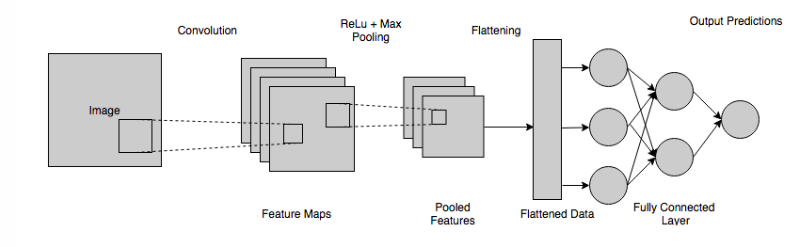 Convolution
ReLu + Max
Pooling
Flattening
Output Predictions
Image
Feature Maps
Pooled
Features
Flattened Data
Fully Connected
Layer